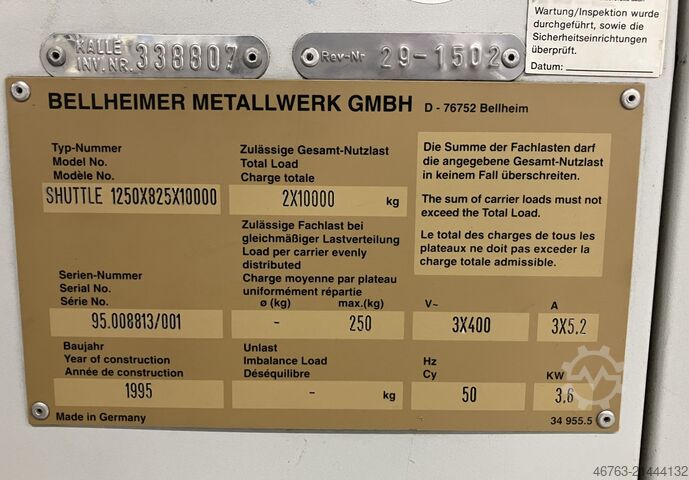 Wartung/Inspektion wurde
durchgeführt, sowie die
Sicherheitseinrichtungen
überprüft.
Datum:
KALLE
INV.NR. 338807
Rev-Nr 29-1502
BELLHEIMER METALLWERK GMBH D - 76752 Bellheim
Typ-Nummer
Model No.
Modèle No.
SHUTTLE 1250X825X10000
Zulässige Gesamt-Nutzlast
Total Load
Charge totale
2X10000 kg
Die Summe der Fachlasten darf
die angegebene Gesamt-Nutzlast
in keinem Fall überschreiten.
The sum of carrier loads must not
exceed the Total Load.
Le total des charges de tous les
plateaux ne doit pas exceder la
charge totale admissible.
Serien-Nummer
Serial No.
Série No.
95.008813/001
Zulässige Fachlast bei
gleichmäßiger Lastverteilung
Load per carrier evenly
distributed
Charge moyenne par plateau
uniformément répartie
ø (kg) max.(kg)
- 250
V~
3X400
A
3X5.2
Baujahr
Year of construction
Année de construction
1995
Unlast
Imbalance Load
Déséquilibre
- kg
Hz
Cy
50
KW
3.6
Made in Germany
34 955.5
46763-21444132